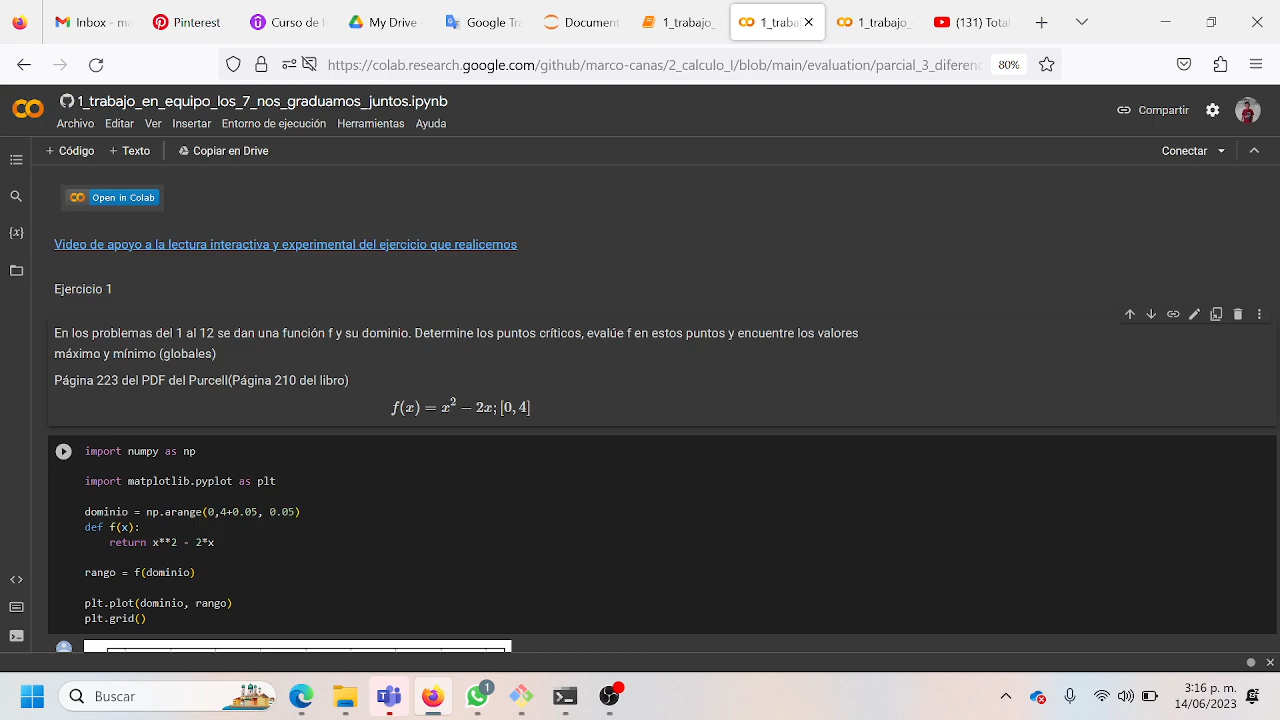 Inbox - ma
Pinterest
Curso de I
My Drive -
Google Tra
Document
1_trabajo_
1_traba
1_trabajo_
(131) Total
https://colab.research.google.com/github/marco-canas/2_calculo_I/blob/main/evaluation/parcial_3_diferenc
80%
1_trabajo_en_equipo_los_7_nos_graduamos_juntos.ipynb
Compartir
Archivo Editar Ver Insertar Entorno de ejecución Herramientas Ayuda
+ Código + Texto Copiar en Drive
Conectar
Open in Colab
{x}
Video de apoyo a la lectura interactiva y experimental del ejercicio que realicemos
Ejercicio 1
En los problemas del 1 al 12 se dan una función f y su dominio. Determine los puntos críticos, evalúe f en estos puntos y encuentre los valores
máximo y mínimo (globales)
Página 223 del PDF del Purcell(Página 210 del libro)
f(x) = x² − 2x; [0, 4]
import numpy as np
import matplotlib.pyplot as plt
dominio = np.arange(0,4+0.05, 0.05)
def f(x):
    return x**2 - 2*x
rango = f(dominio)
plt.plot(dominio, rango)
plt.grid()
Buscar
1
3:16 p. m.
14/06/2023